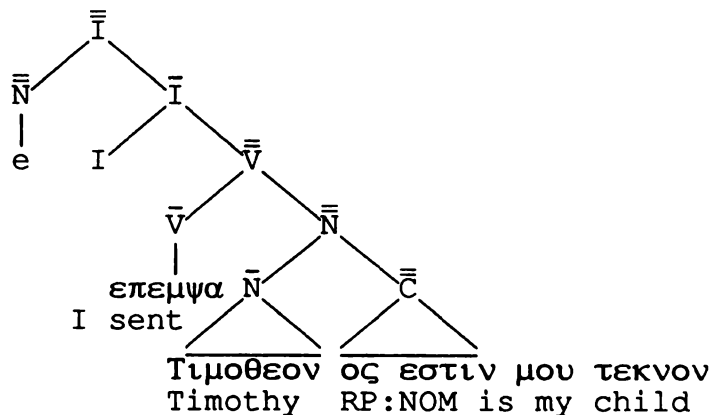 I̿
N̿ Ī
e I V̿
V̄ N̿
επεμψα N̄ C̿
I sent
Τιμοθεον ος εστιν μου τεκνον
Timothy RP:NOM is my child